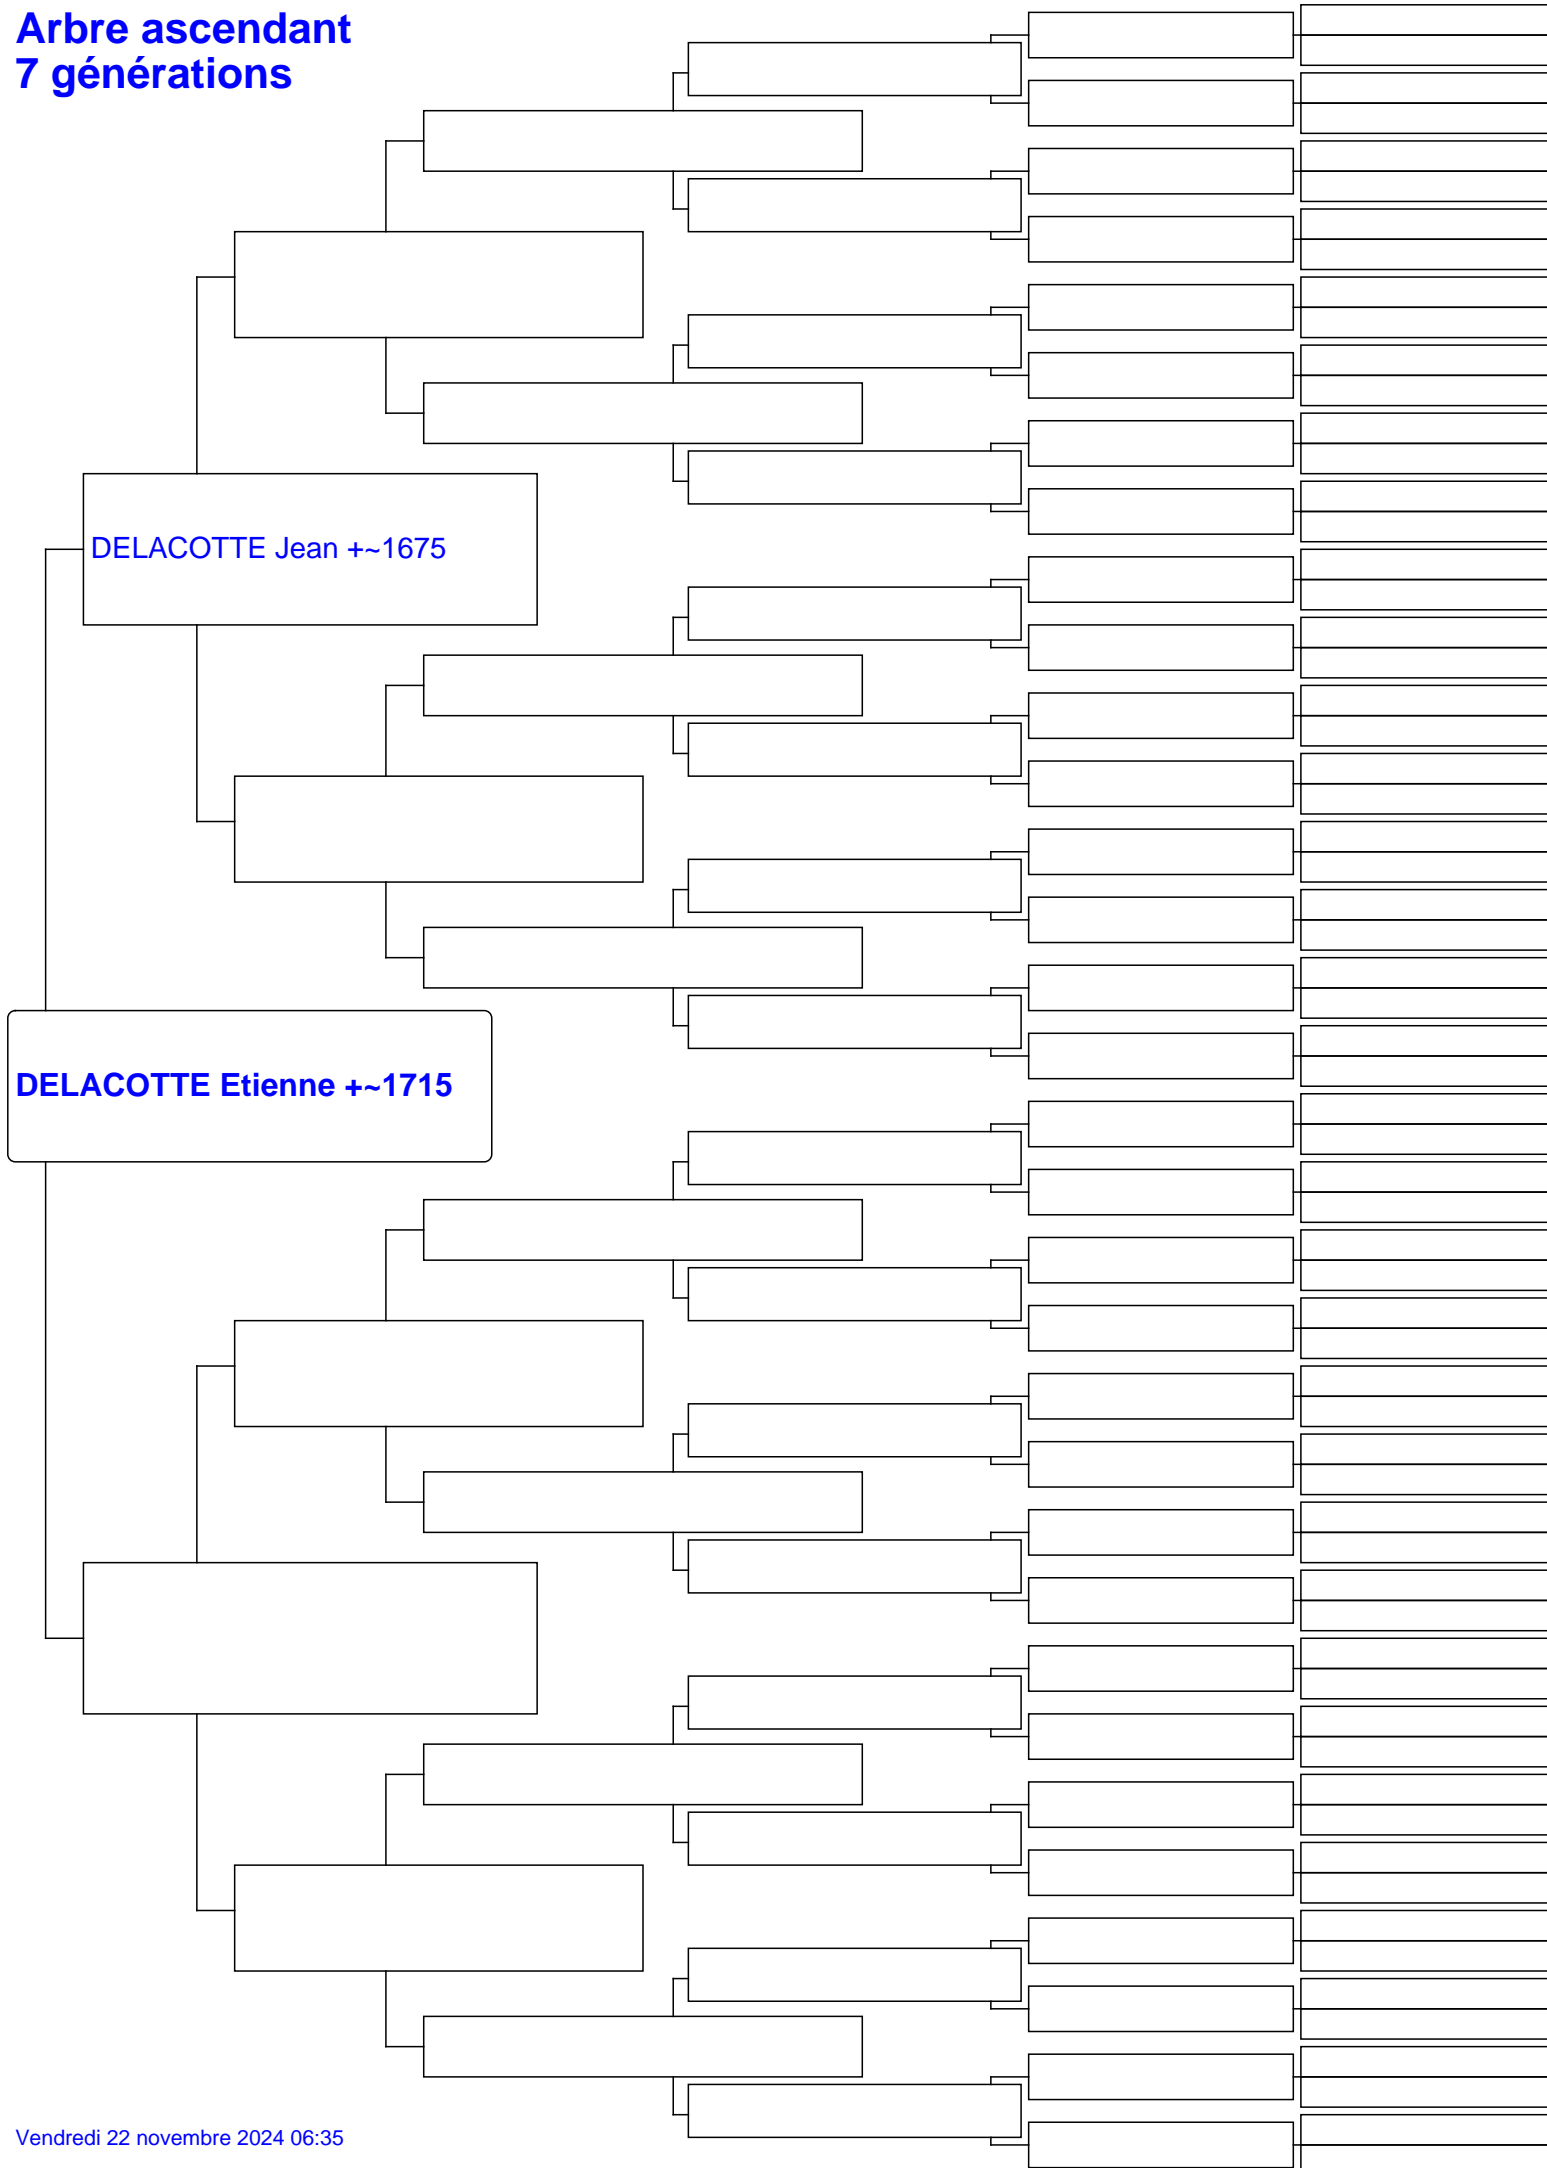 Arbre ascendant
7 générations
DELACOTTE Jean +~1675
DELACOTTE Etienne +~1715
Vendredi 22 novembre 2024 06:35